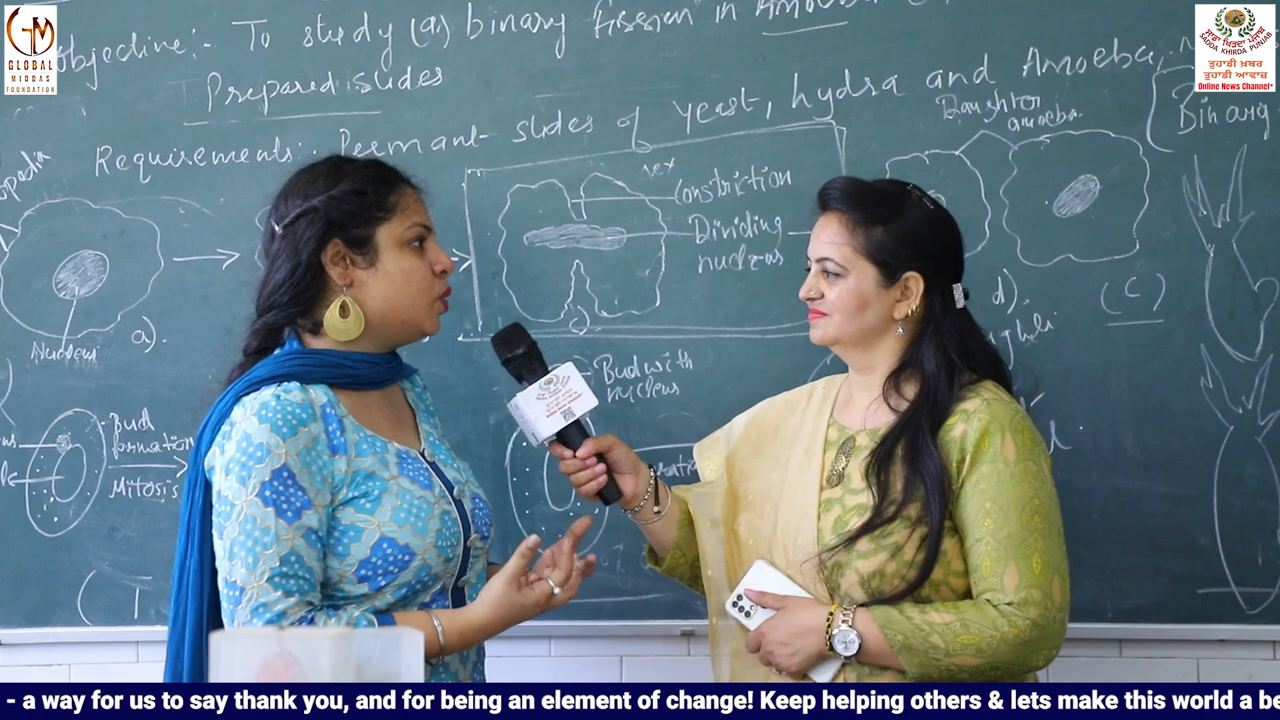 GM
GLOBAL
MIDDAS
FOUNDATION
ਸਾਡਾ ਖਿੜਦਾ ਪੰਜਾਬ
SADDA KHIRDA PUNJAB
ਤੁਹਾਡੀ ਖ਼ਬਰ
ਤੁਹਾਡੀ ਆਵਾਜ਼
Online News Channel
objective:- To study (a) binary fission in Amoeba
Prepared slides
Requirements:- Peermant slides of yeast, hydra and Amoeba,
Daughter
amoeba.
Binary
Constriction
Dividing
nucleus
Nucleus
a).
d).
(C)
Bud with
nucleus
Bud
formation
Mitosis
- a way for us to say thank you, and for being an element of change! Keep helping others & lets make this world a be